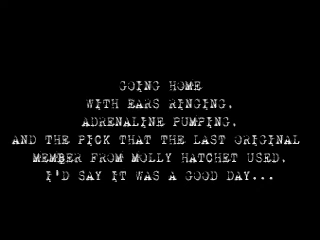 GOING HOME
WITH EARS RINGING,
ADRENALINE PUMPING,
AND THE PICK THAT THE LAST ORIGINAL
MEMBER FROM MOLLY HATCHET USED,
I'D SAY IT WAS A GOOD DAY...